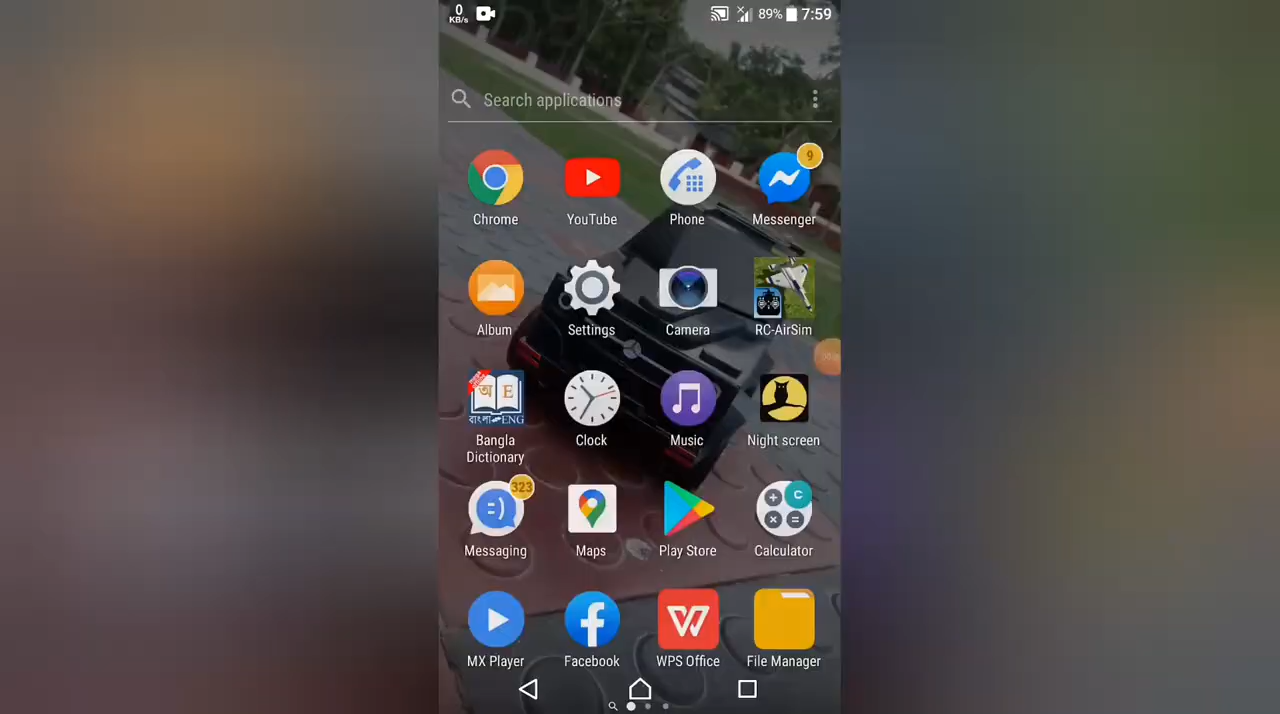 0
KB/s
89% 7:59
Search applications
9
Chrome YouTube Phone Messenger
Album Settings Camera RC-AirSim
অ E
বাংলা ENG
Bangla Dictionary Clock Music Night screen
323
Messaging Maps Play Store Calculator
MX Player Facebook WPS Office File Manager